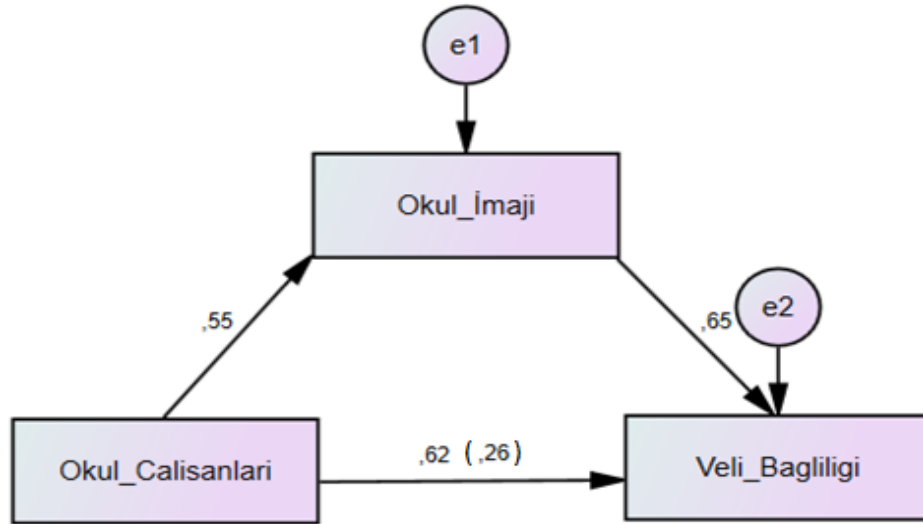 e1
Okul_İmaji
,55
,65
e2
Okul_Calisanlari
,62 ( ,26 )
Veli_Bagliligi